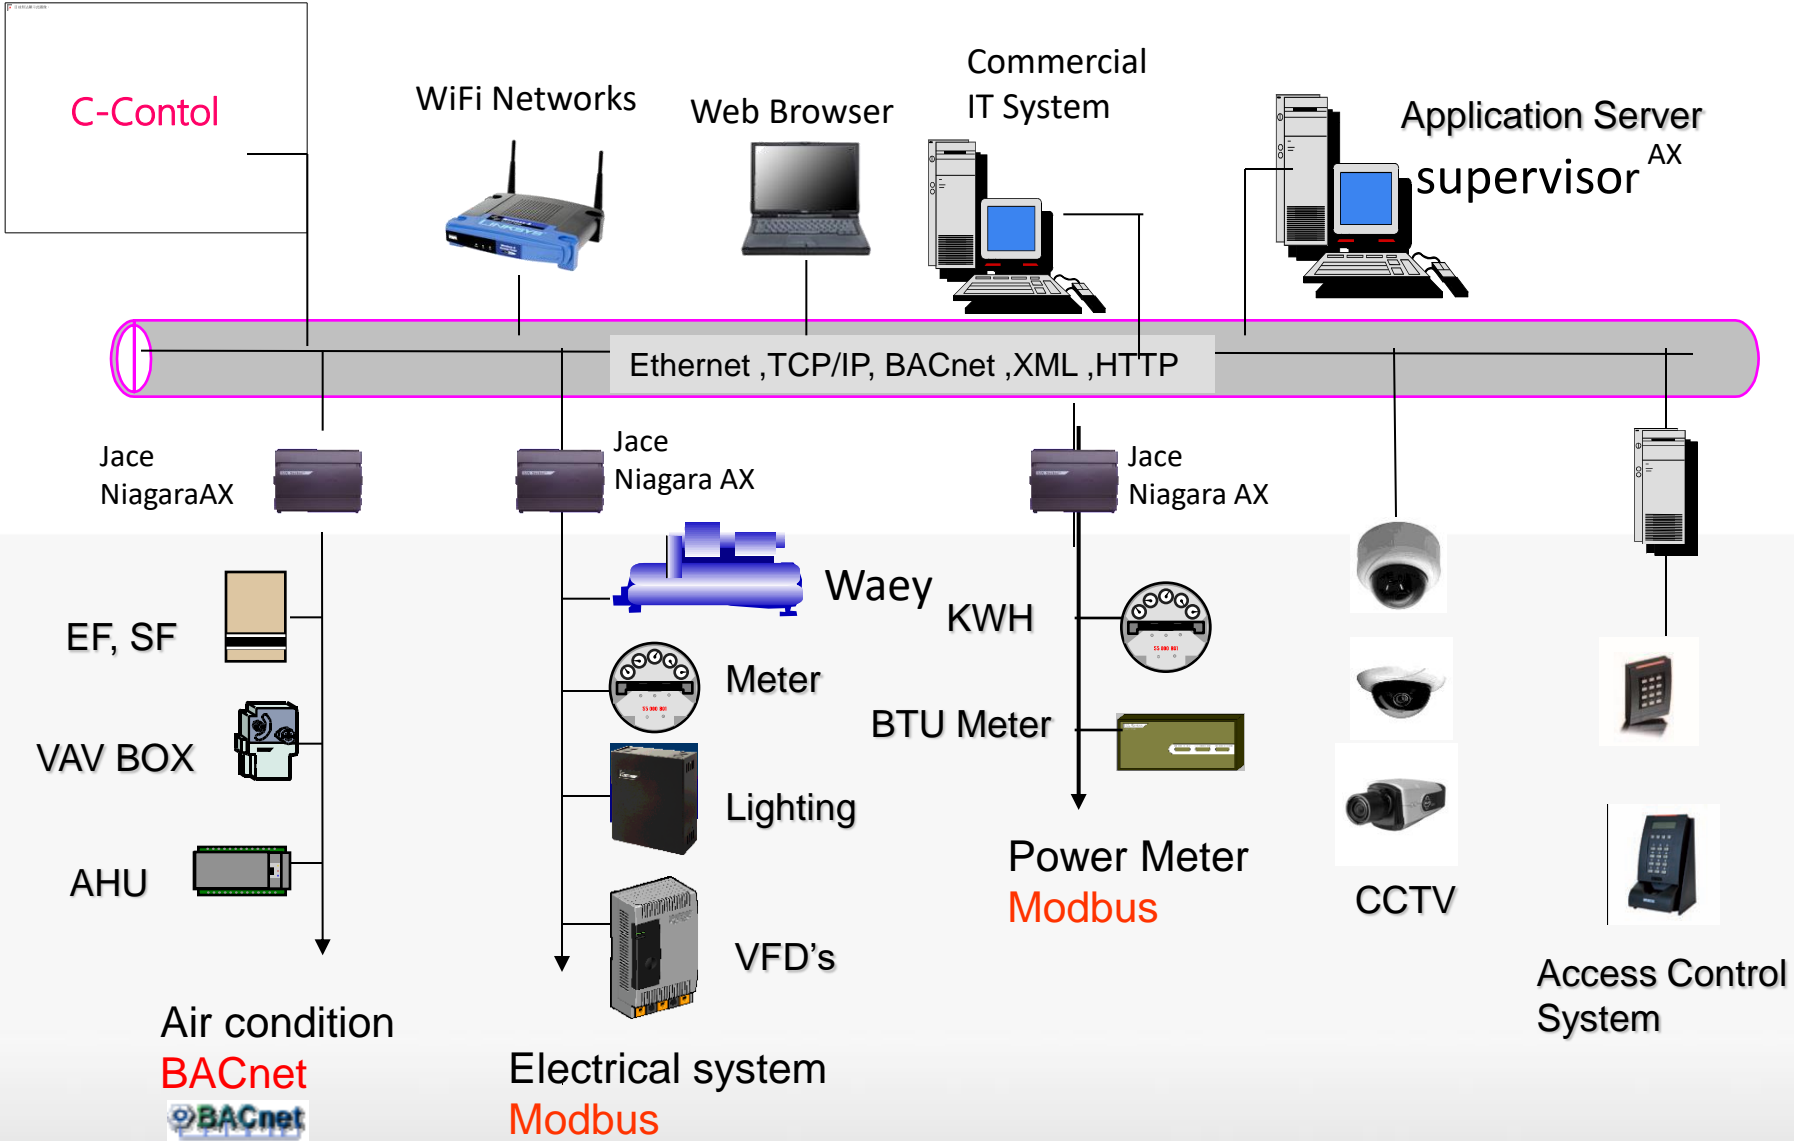 C-Contol
WiFi Networks
Web Browser
Commercial
IT System
Application Server
supervisor AX
LINKSYS
Ethernet ,TCP/IP, BACnet ,XML ,HTTP
Jace
NiagaraAX
Jace
Niagara AX
Jace
Niagara AX
EF, SF
VAV BOX
AHU
Air condition
BACnet
BACnet
Waey
Meter
Lighting
VFD’s
Electrical system
Modbus
KWH
BTU Meter
Power Meter
Modbus
CCTV
Access Control
System